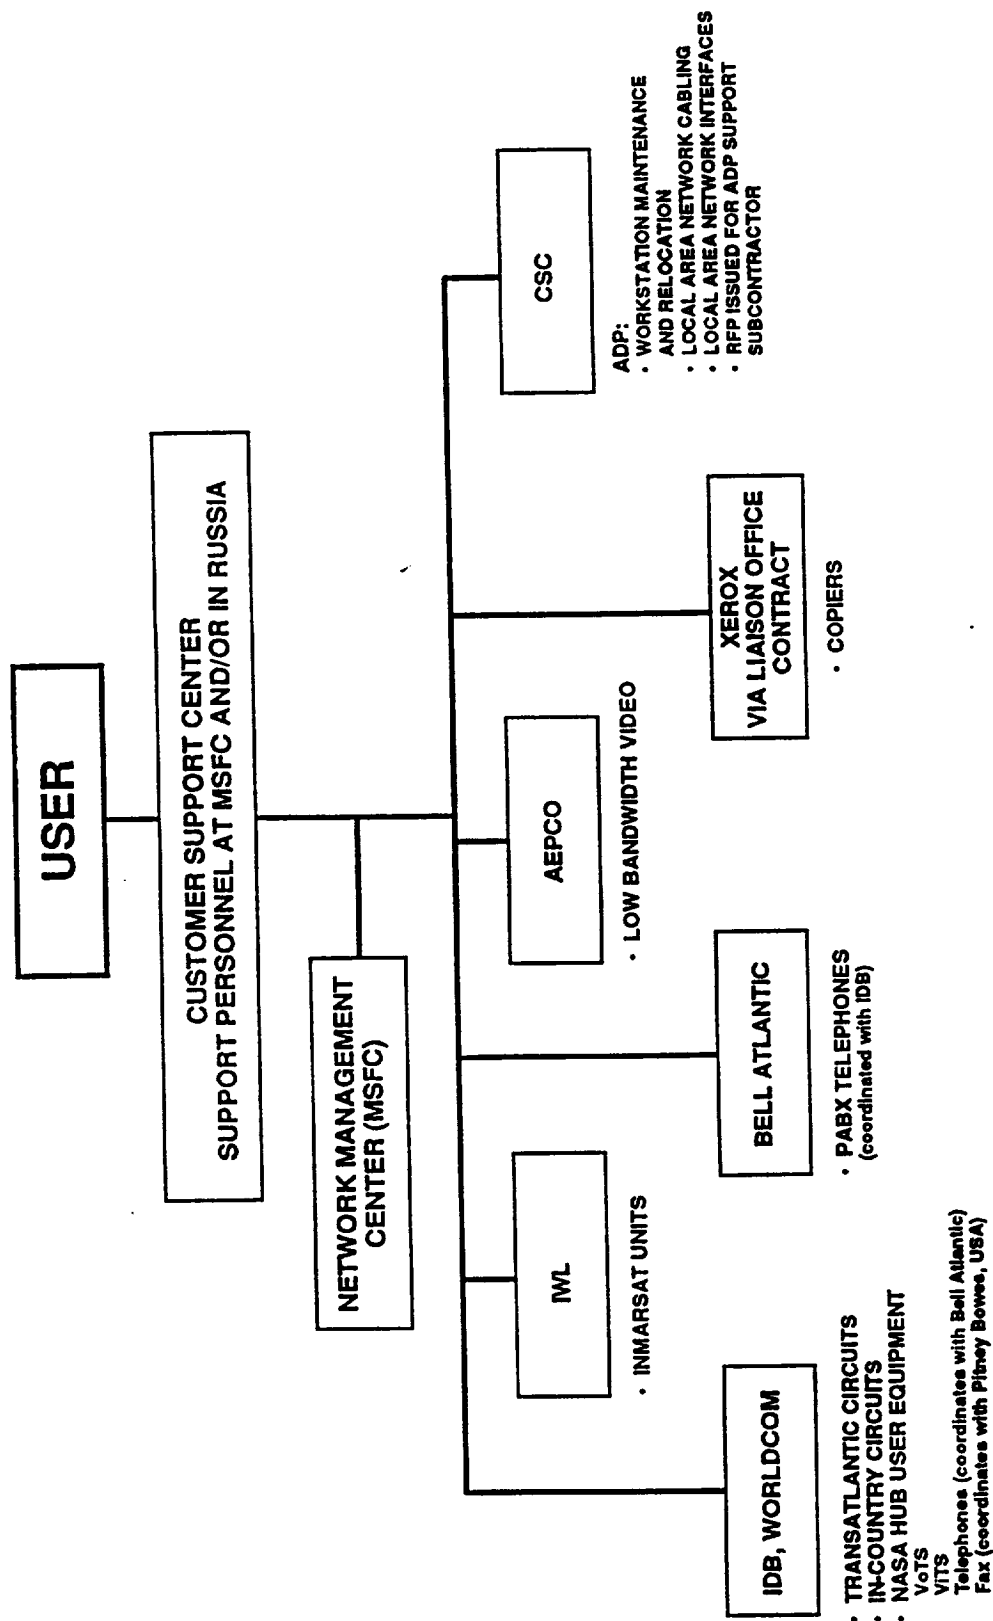 USER
CUSTOMER SUPPORT CENTER
SUPPORT PERSONNEL AT MSFC AND/OR IN RUSSIA
NETWORK MANAGEMENT
CENTER (MSFC)
IDB, WORLDCOM
• TRANSATLANTIC CIRCUITS
• IN-COUNTRY CIRCUITS
• NASA HUB USER EQUIPMENT
VoTS
ViTS
Telephones (coordinates with Bell Atlantic)
Fax (coordinates with Pitney Bowes, USA)
IWL
• INMARSAT UNITS
BELL ATLANTIC
• PABX TELEPHONES
(coordinated with IDB)
AEPCO
• LOW BANDWIDTH VIDEO
XEROX
VIA LIAISON OFFICE
CONTRACT
• COPIERS
CSC
ADP:
• WORKSTATION MAINTENANCE
AND RELOCATION
• LOCAL AREA NETWORK CABLING
• LOCAL AREA NETWORK INTERFACES
• RFP ISSUED FOR ADP SUPPORT
SUBCONTRACTOR